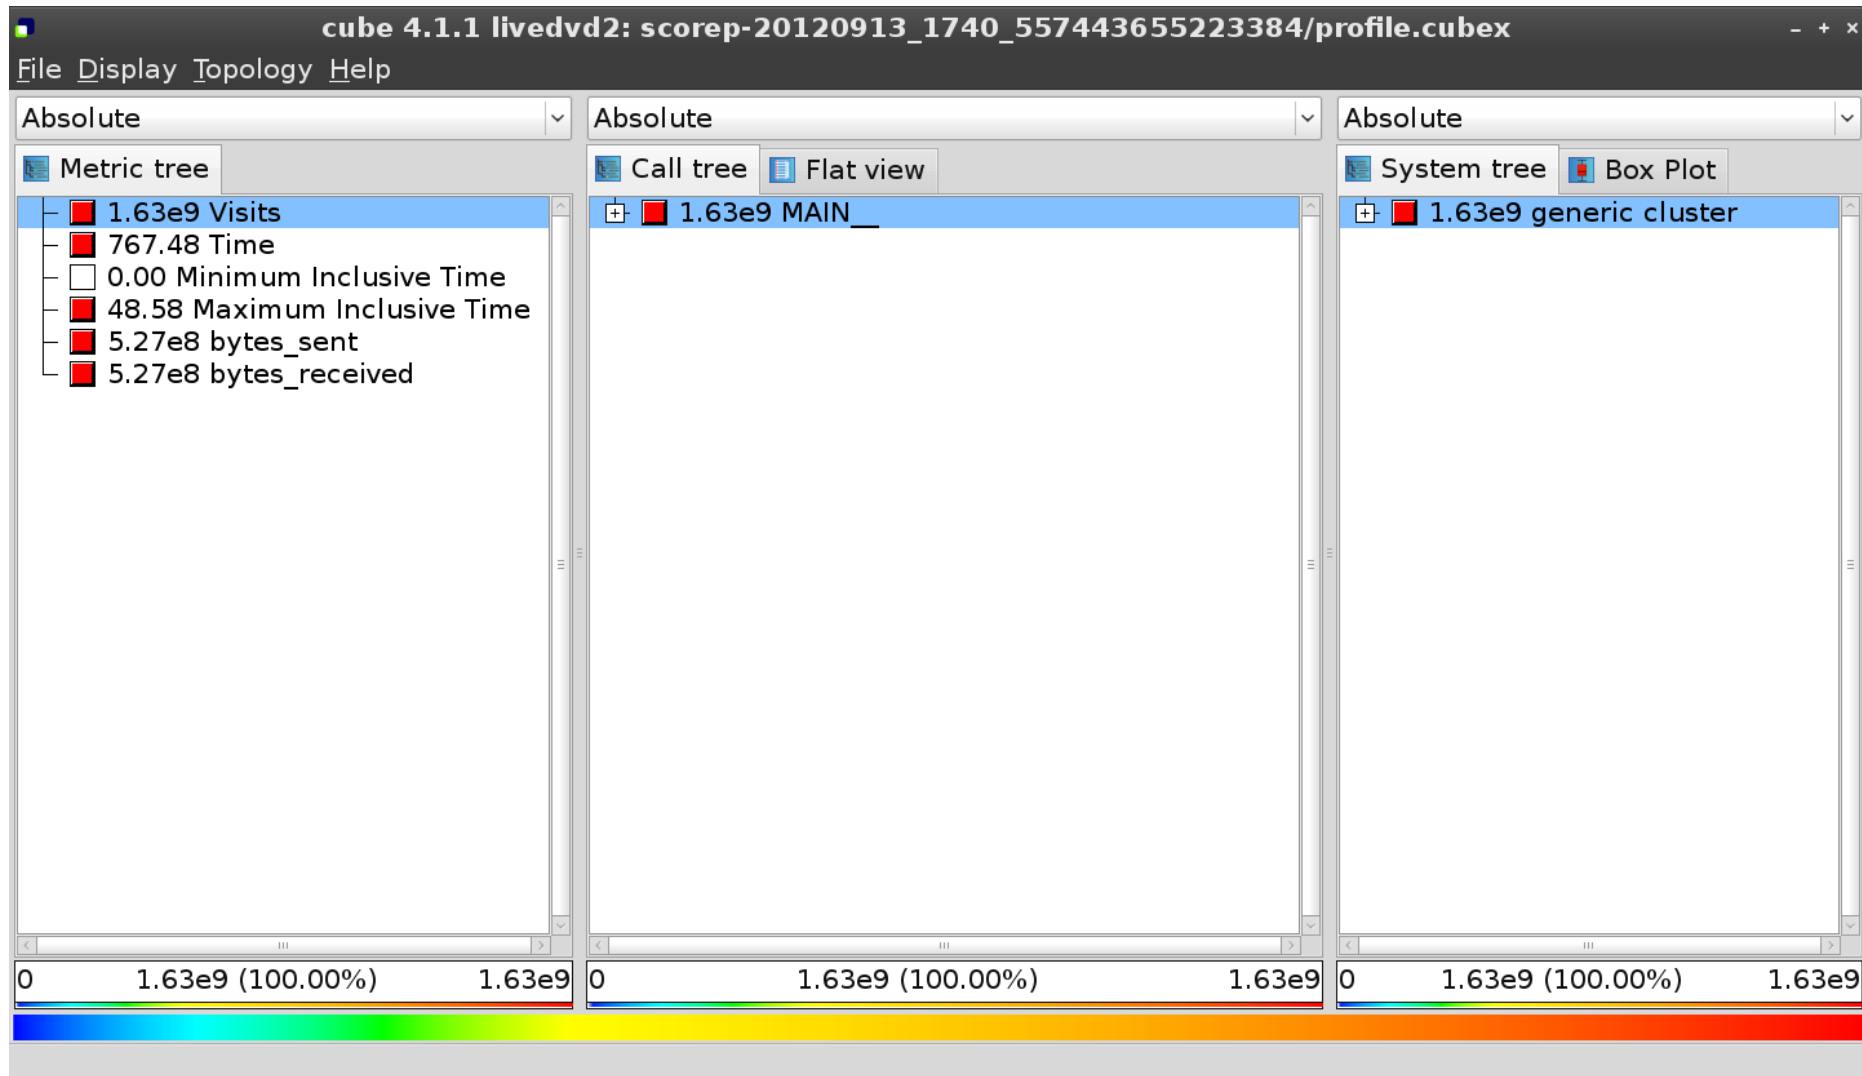 cube 4.1.1 livedvd2: scorep-20120913_1740_557443655223384/profile.cubex
File Display Topology Help
Absolute Absolute Absolute
Metric tree Call tree Flat view System tree Box Plot
1.63e9 Visits
767.48 Time
0.00 Minimum Inclusive Time
48.58 Maximum Inclusive Time
5.27e8 bytes_sent
5.27e8 bytes_received
1.63e9 MAIN__
1.63e9 generic cluster
0 1.63e9 (100.00%) 1.63e9
0 1.63e9 (100.00%) 1.63e9
0 1.63e9 (100.00%) 1.63e9